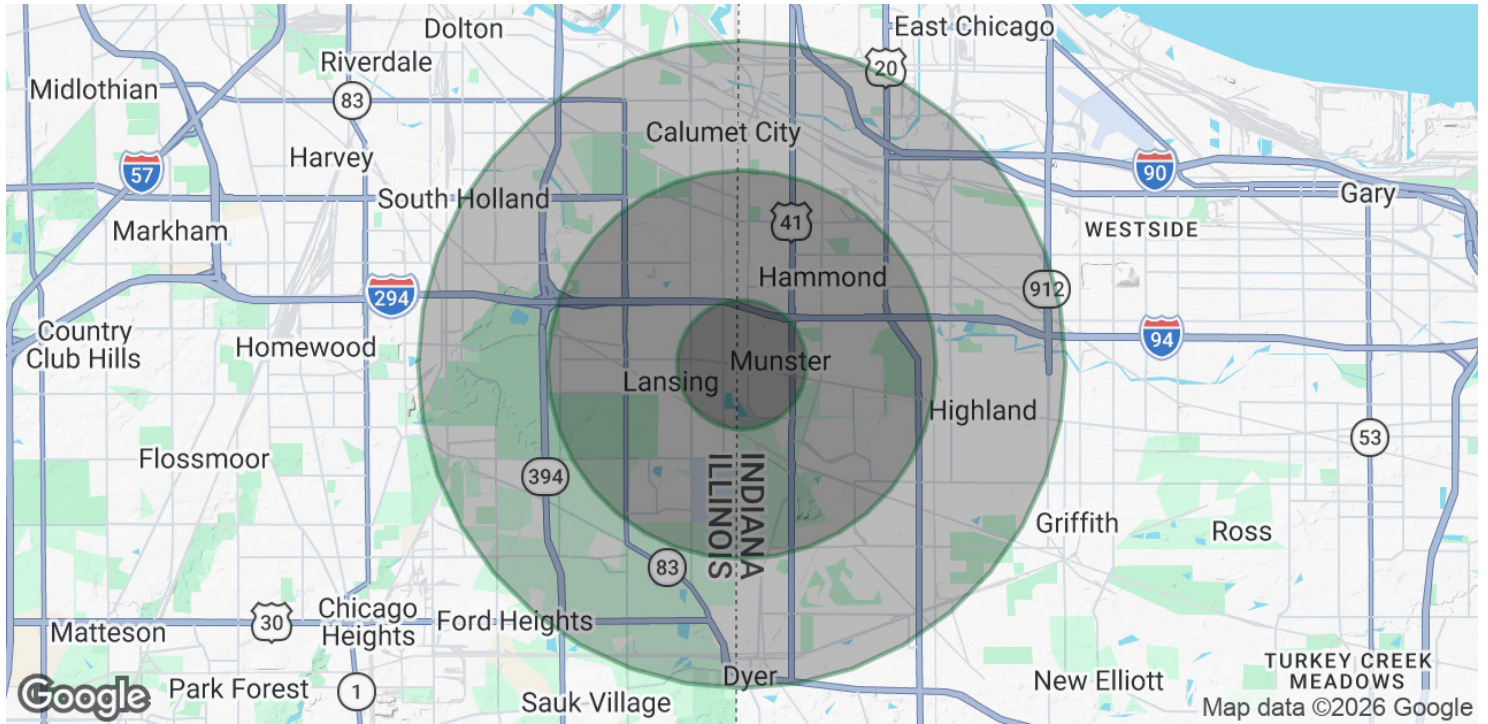 Dolton
East Chicago
Riverdale
20
Midlothian
83
Calumet City
Harvey
57
90
South Holland
Gary
41
Markham
WESTSIDE
Hammond
294
912
Country
Club Hills
Homewood
94
Munster
Lansing
Highland
53
Flossmoor
394
INDIANA
ILLINOIS
Griffith
Ross
83
30
Chicago
Heights
Ford Heights
Matteson
TURKEY CREEK
MEADOWS
Dyer
New Elliott
Park Forest
1
Sauk Village
Google
Map data ©2026 Google